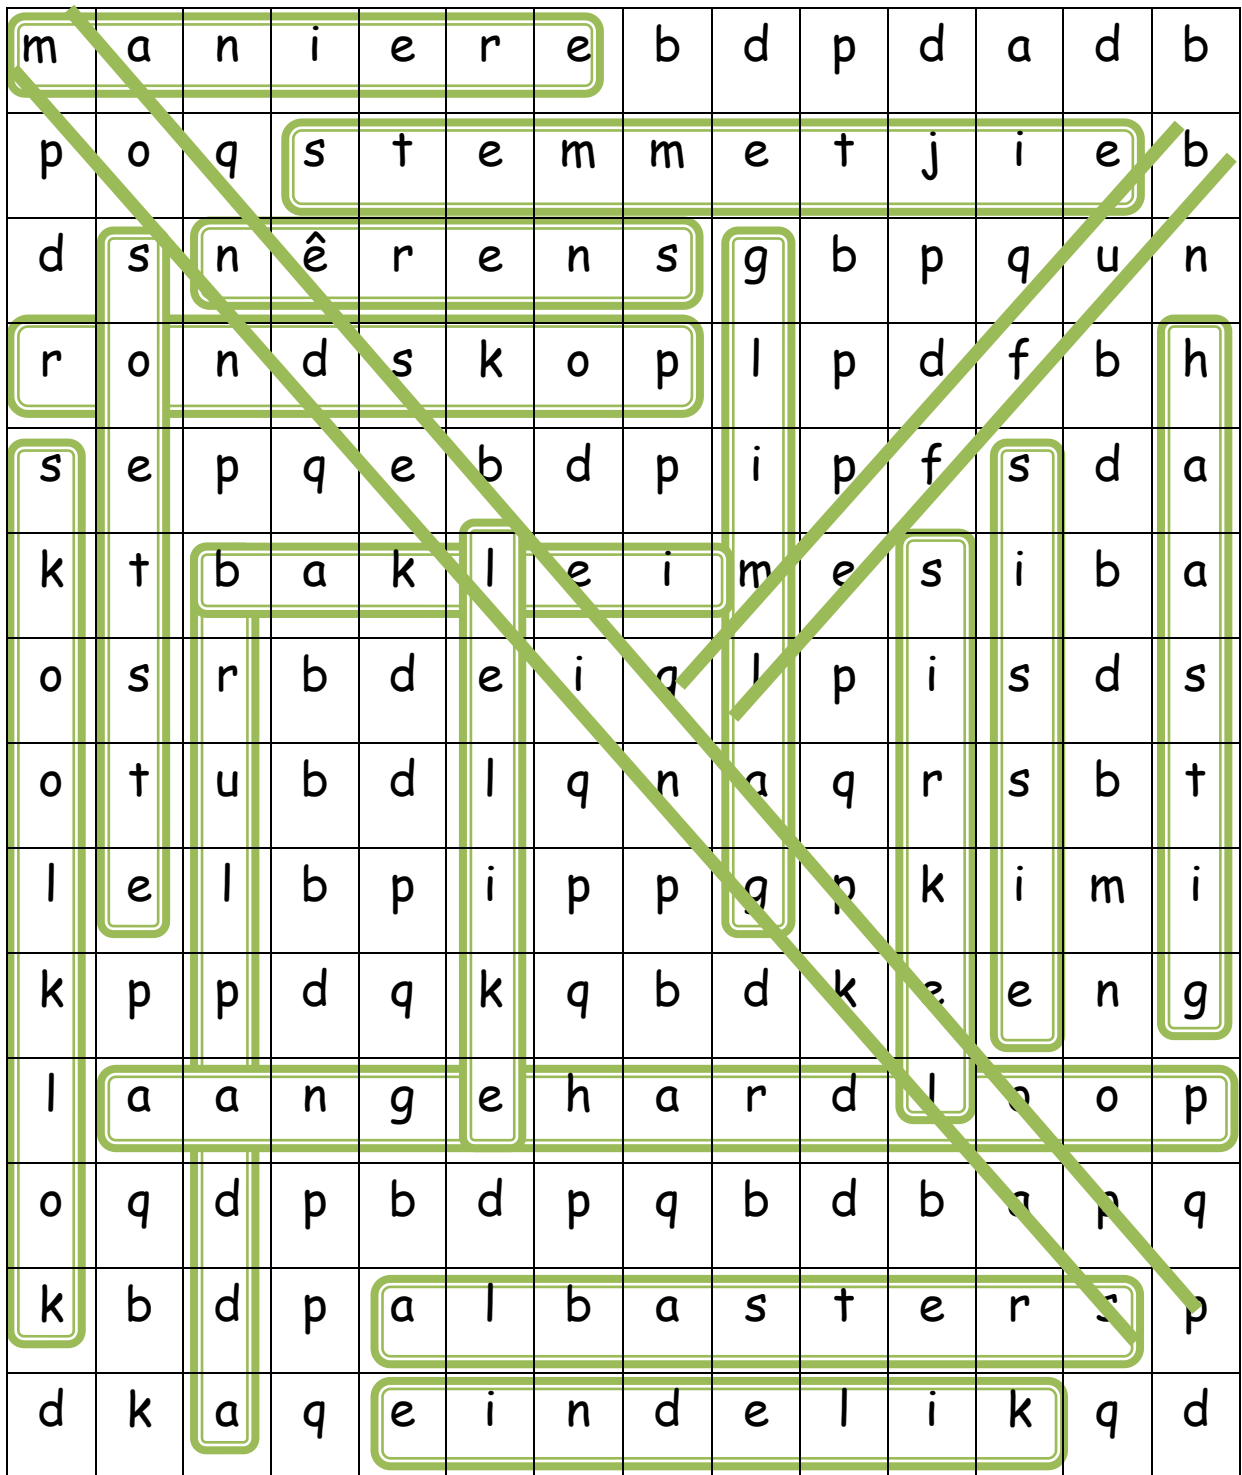 m a n i e r e b d p d a d b
p o q s t e m m e t j i e b
d s n ê r e n s g b p q u n
r o n d s k o p l p d f b h
s e p q e b d p i p f s d a
k t b a k l e i m e s i b a
o s r b d e i g l p i s d s
o t u b d l q n a q r s b t
l e l b p i p p g p k i m i
k p p d q k q b d k e e n g
l a a n g e h a r d l o o p
o q d p b d p q b d b a p q
k b d p a l b a s t e r s p
d k a q e i n d e l i k q d